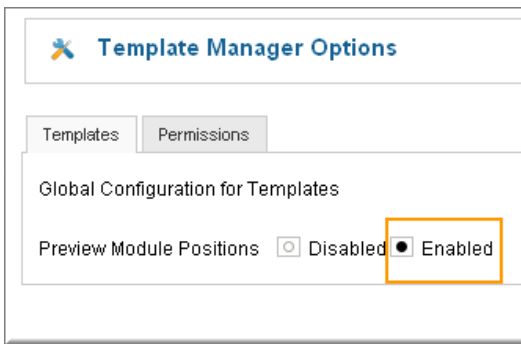 Template Manager Options
Templates Permissions
Global Configuration for Templates
Preview Module Positions Disabled Enabled